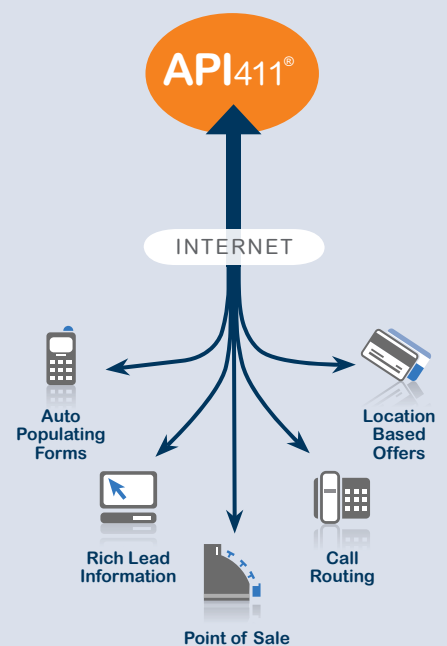 API411®
INTERNET
Auto
Populating
Forms
Location
Based
Offers
Rich Lead
Information
Call
Routing
Point of Sale